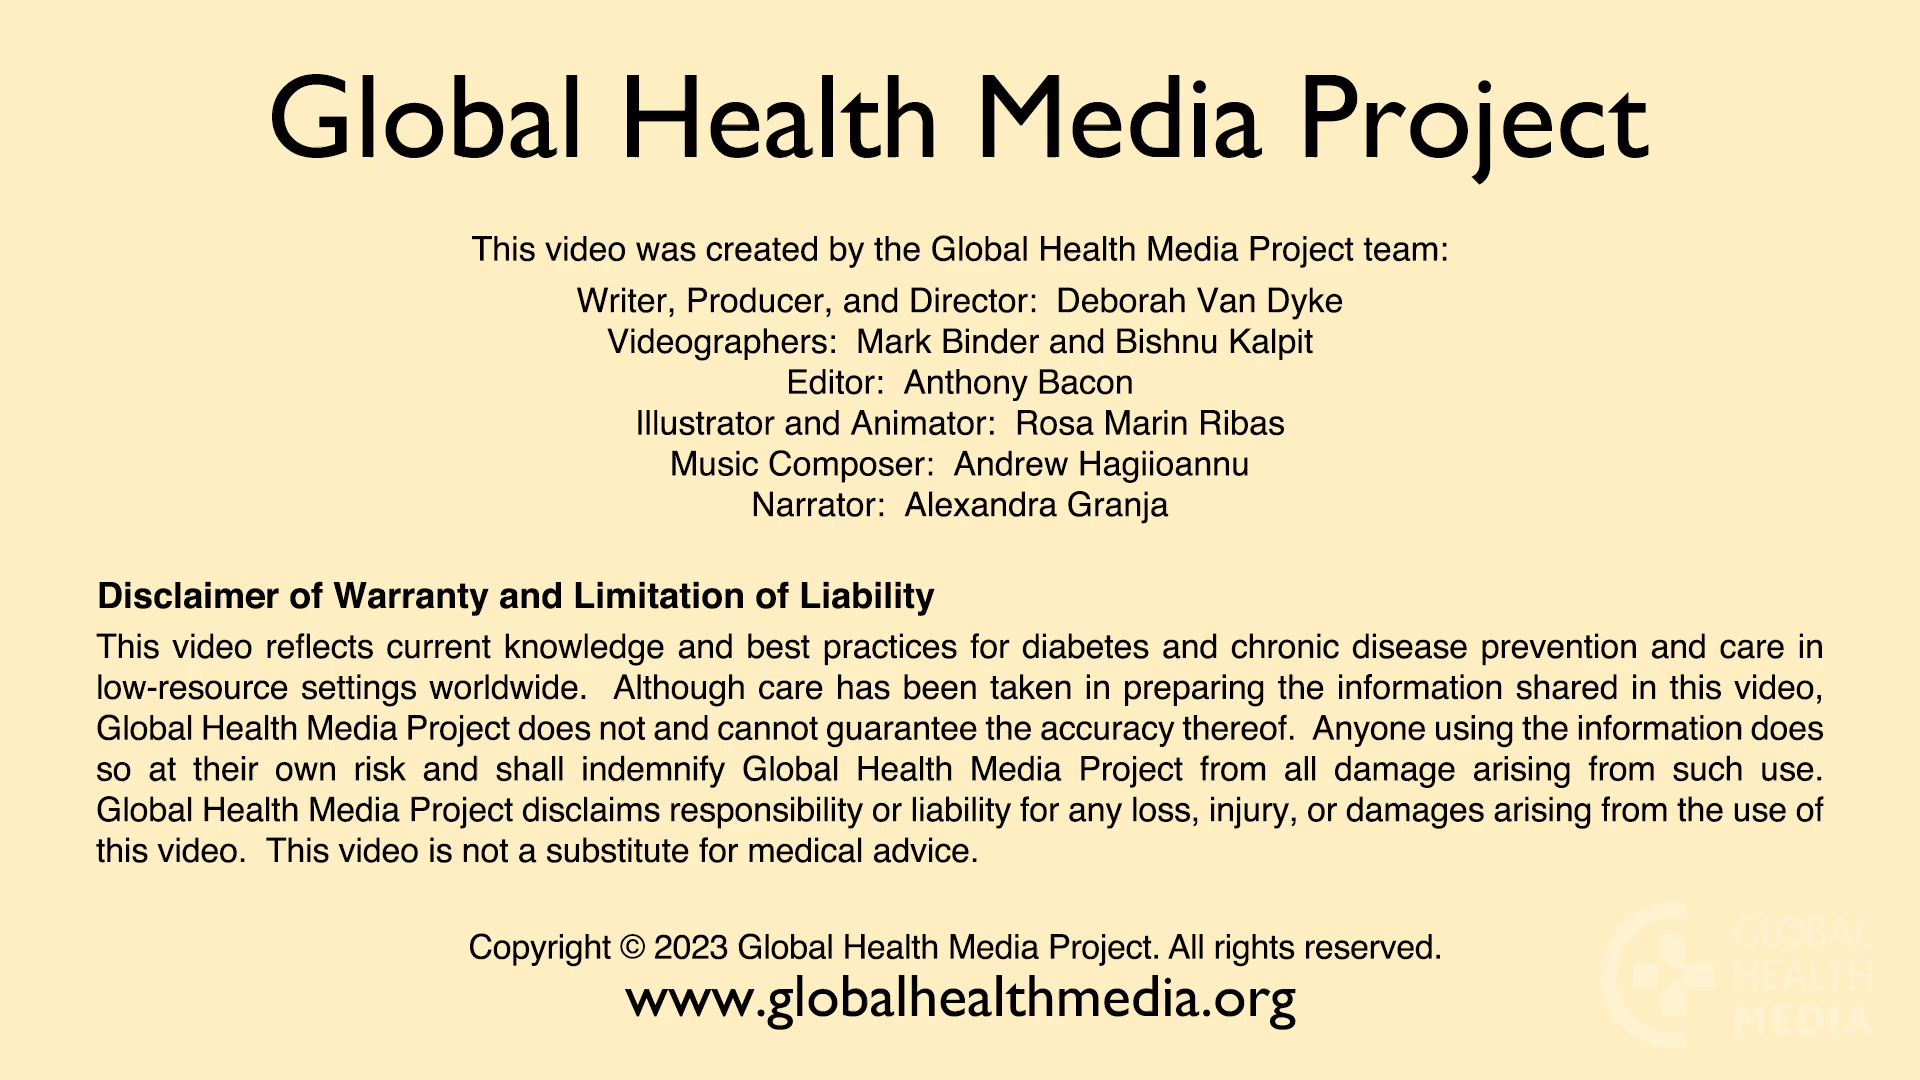 Global Health Media Project
This video was created by the Global Health Media Project team:
Writer, Producer, and Director:  Deborah Van Dyke
Videographers:  Mark Binder and Bishnu Kalpit
Editor:  Anthony Bacon
Illustrator and Animator:  Rosa Marin Ribas
Music Composer:  Andrew Hagiioannu
Narrator:  Alexandra Granja
Disclaimer of Warranty and Limitation of Liability
This video reflects current knowledge and best practices for diabetes and chronic disease prevention and care in
low-resource settings worldwide.  Although care has been taken in preparing the information shared in this video,
Global Health Media Project does not and cannot guarantee the accuracy thereof.  Anyone using the information does
so at their own risk and shall indemnify Global Health Media Project from all damage arising from such use.
Global Health Media Project disclaims responsibility or liability for any loss, injury, or damages arising from the use of
this video.  This video is not a substitute for medical advice.
Copyright © 2023 Global Health Media Project. All rights reserved.
www.globalhealthmedia.org
GLOBAL
HEALTH
MEDIA